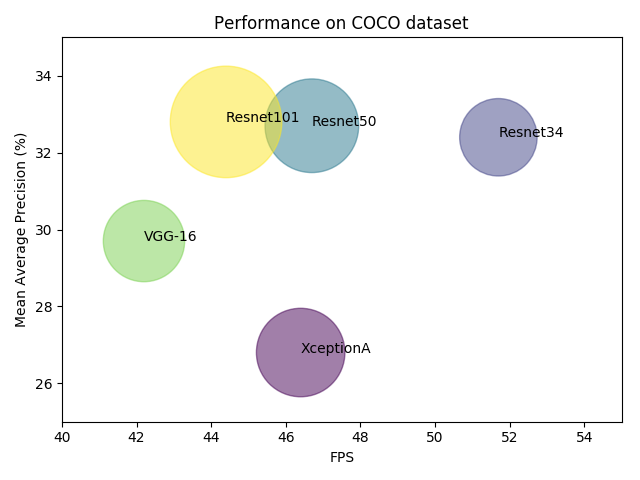 Performance on COCO dataset
Mean Average Precision (%)
34
32
30
28
26
Resnet101
Resnet50
Resnet34
VGG-16
XceptionA
40 42 44 46 48 50 52 54
FPS